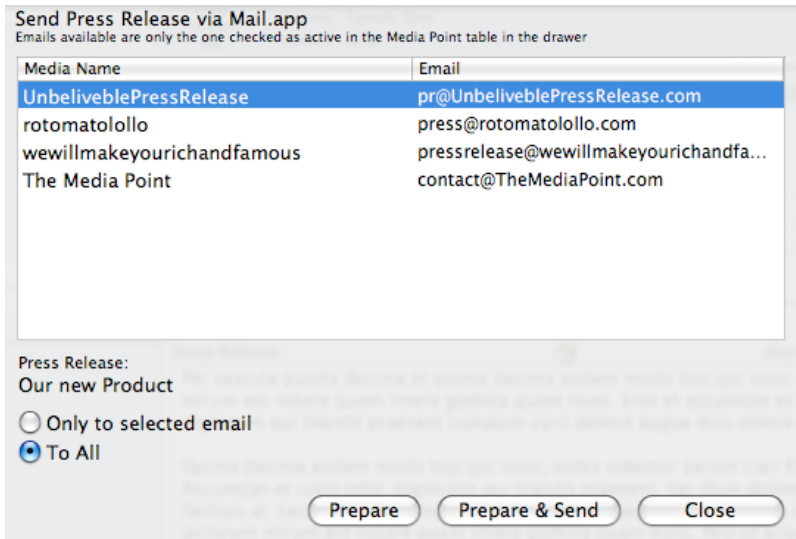 Send Press Release via Mail.app
Emails available are only the one checked as active in the Media Point table in the drawer
Media Name Email
UnbeliveblePressRelease pr@UnbeliveblePressRelease.com
rotomatolollo press@rotomatolollo.com
wewillmakeyourichandfamous pressrelease@wewillmakeyourichandfa...
The Media Point contact@TheMediaPoint.com
Press Release:
Our new Product
Only to selected email
To All
Prepare Prepare & Send Close